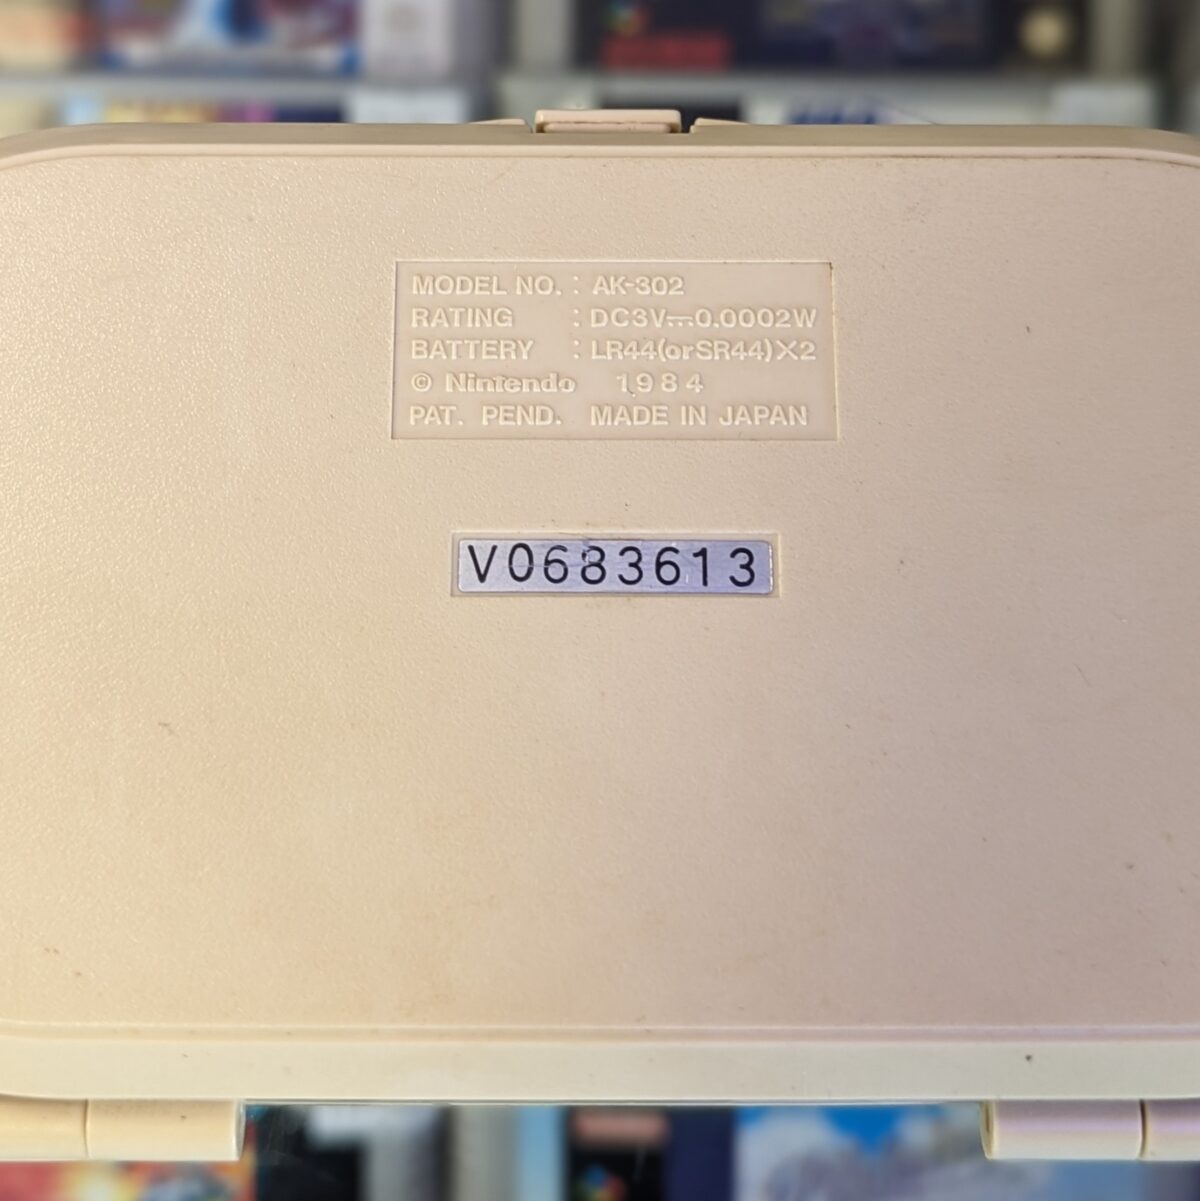 MODEL NO. : AK-302
RATING : DC3V⎓0.0002W
BATTERY : LR44(orSR44)X2
© Nintendo 1984
PAT. PEND. MADE IN JAPAN
V0683613